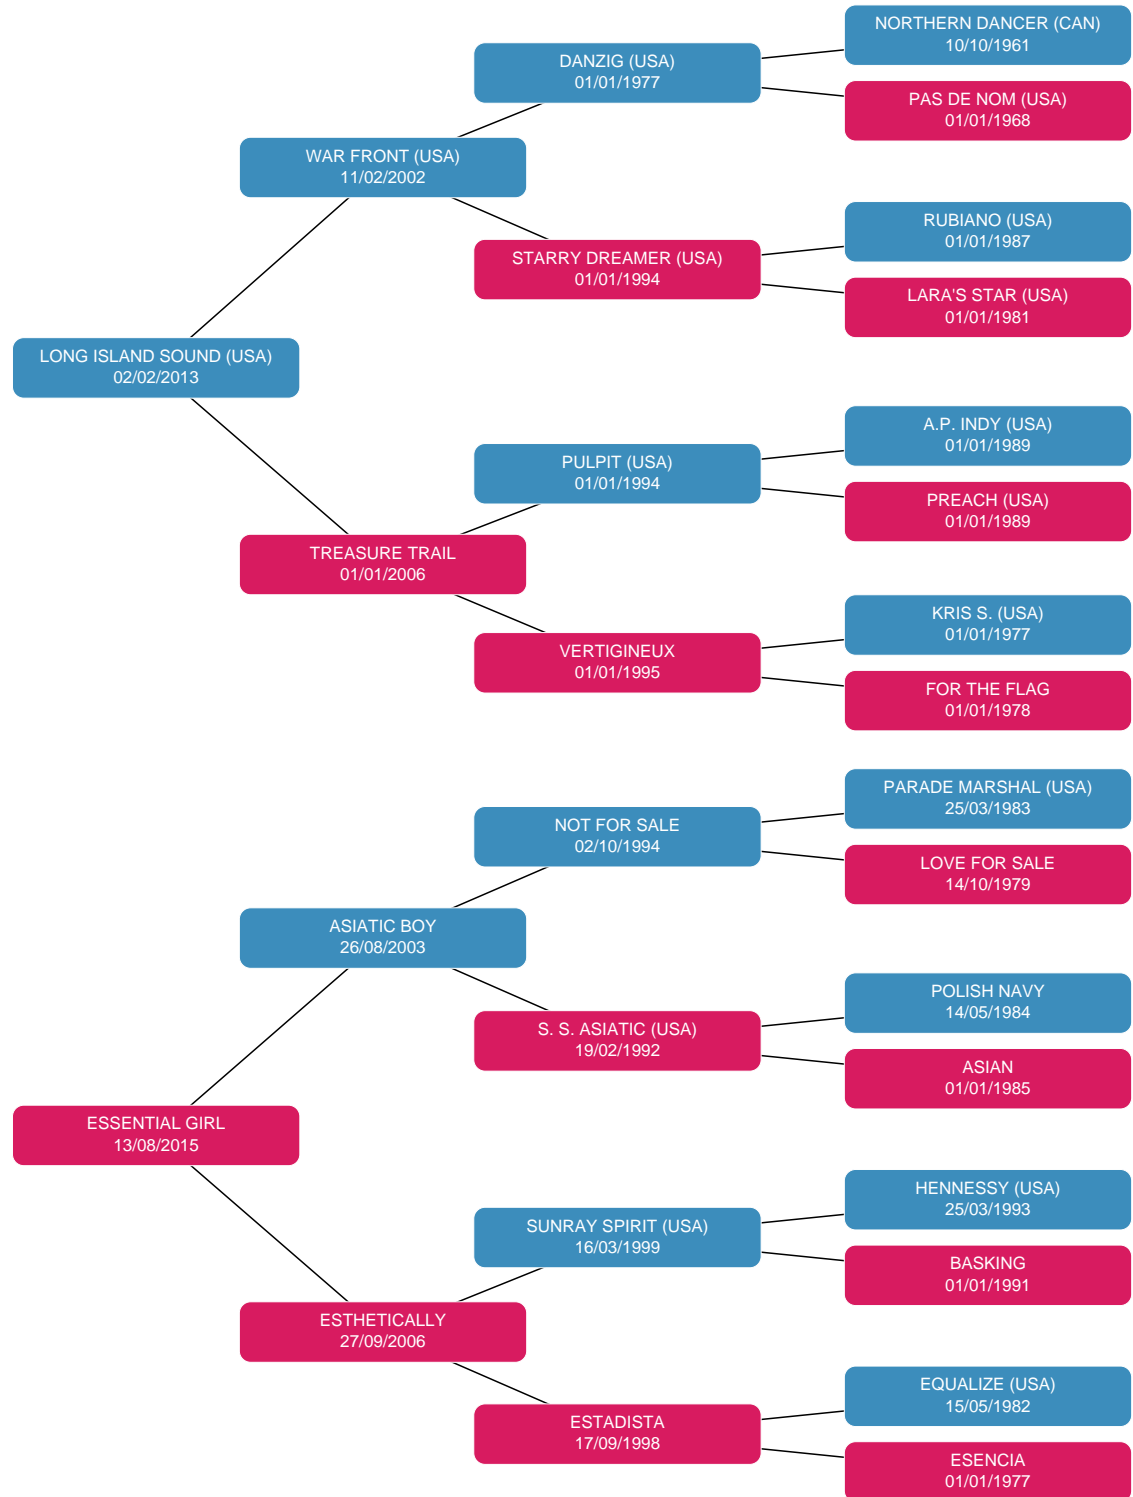 NORTHERN DANCER (CAN)
10/10/1961
DANZIG (USA)
01/01/1977
PAS DE NOM (USA)
01/01/1968
WAR FRONT (USA)
11/02/2002
RUBIANO (USA)
01/01/1987
STARRY DREAMER (USA)
01/01/1994
LARA'S STAR (USA)
01/01/1981
LONG ISLAND SOUND (USA)
02/02/2013
A.P. INDY (USA)
01/01/1989
PULPIT (USA)
01/01/1994
PREACH (USA)
01/01/1989
TREASURE TRAIL
01/01/2006
KRIS S. (USA)
01/01/1977
VERTIGINEUX
01/01/1995
FOR THE FLAG
01/01/1978
PARADE MARSHAL (USA)
25/03/1983
NOT FOR SALE
02/10/1994
LOVE FOR SALE
14/10/1979
ASIATIC BOY
26/08/2003
POLISH NAVY
14/05/1984
S. S. ASIATIC (USA)
19/02/1992
ASIAN
01/01/1985
ESSENTIAL GIRL
13/08/2015
HENNESSY (USA)
25/03/1993
SUNRAY SPIRIT (USA)
16/03/1999
BASKING
01/01/1991
ESTHETICALLY
27/09/2006
EQUALIZE (USA)
15/05/1982
ESTADISTA
17/09/1998
ESENCIA
01/01/1977